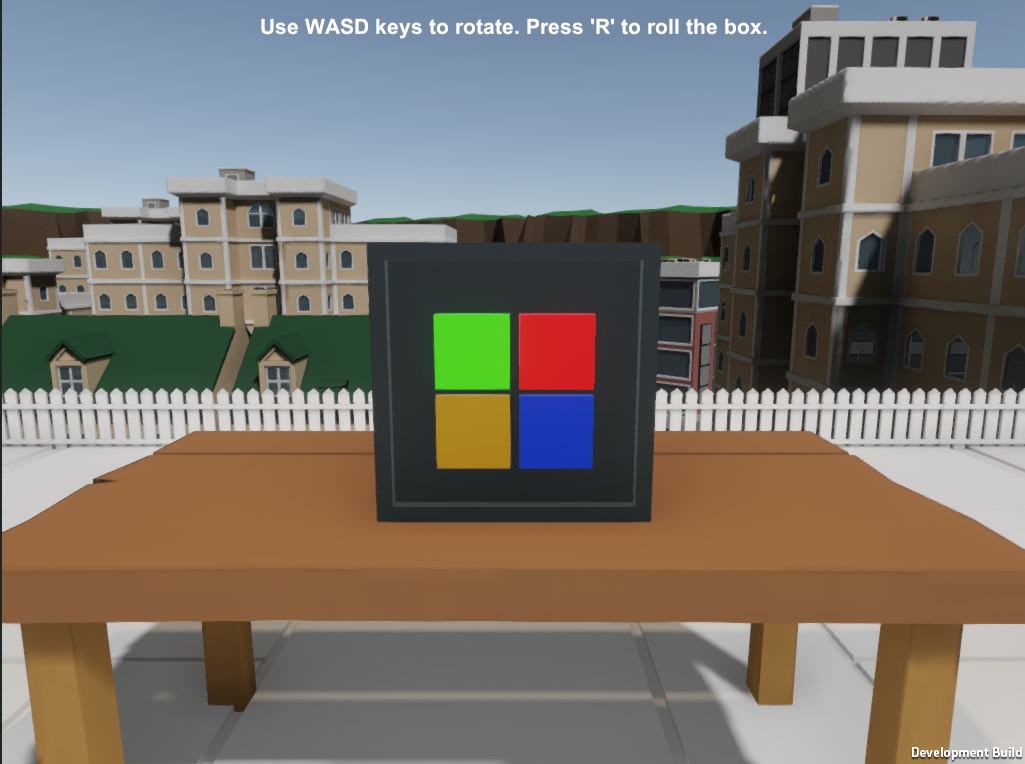 Use WASD keys to rotate. Press 'R' to roll the box.
Development Build